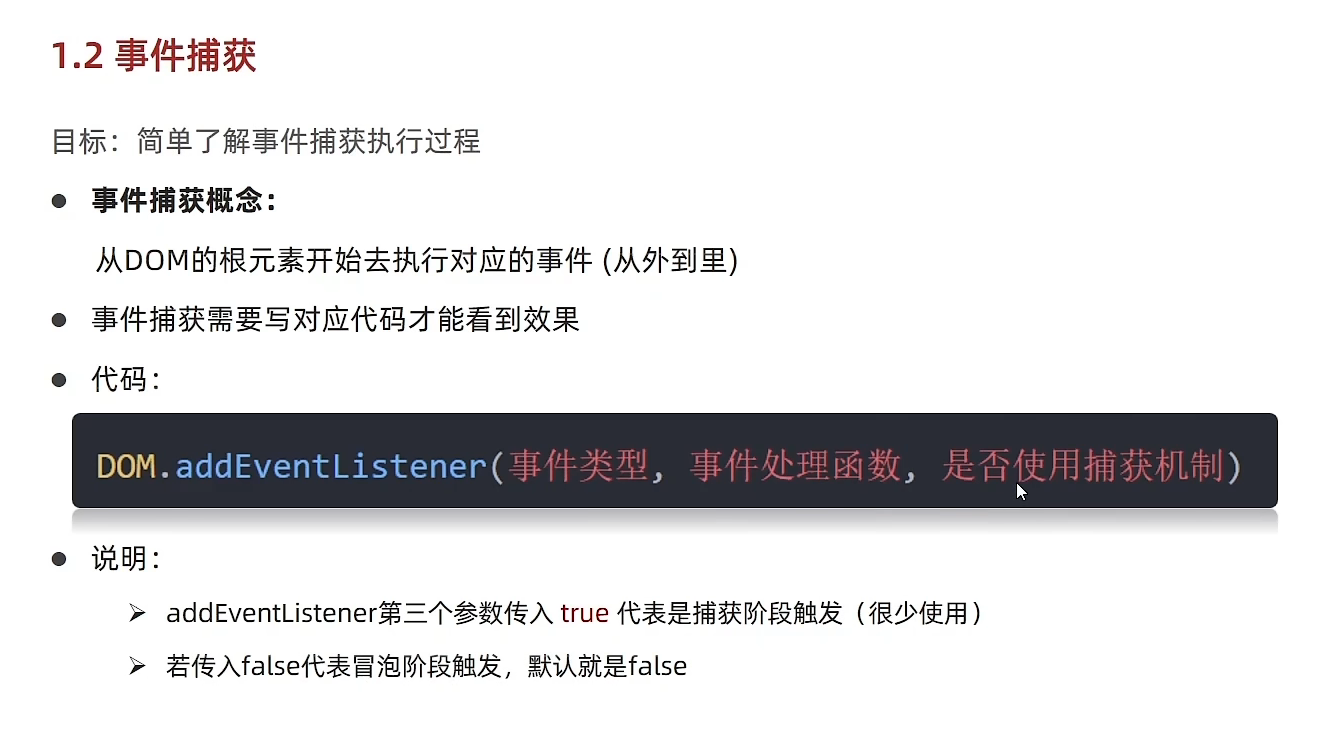 1.2 事件捕获
目标：简单了解事件捕获执行过程
● 事件捕获概念：
从DOM的根元素开始去执行对应的事件 (从外到里)
● 事件捕获需要写对应代码才能看到效果
● 代码：
DOM.addEventListener(事件类型, 事件处理函数, 是否使用捕获机制)
● 说明：
➢ addEventListener第三个参数传入 true 代表是捕获阶段触发（很少使用）
➢ 若传入false代表冒泡阶段触发，默认就是false